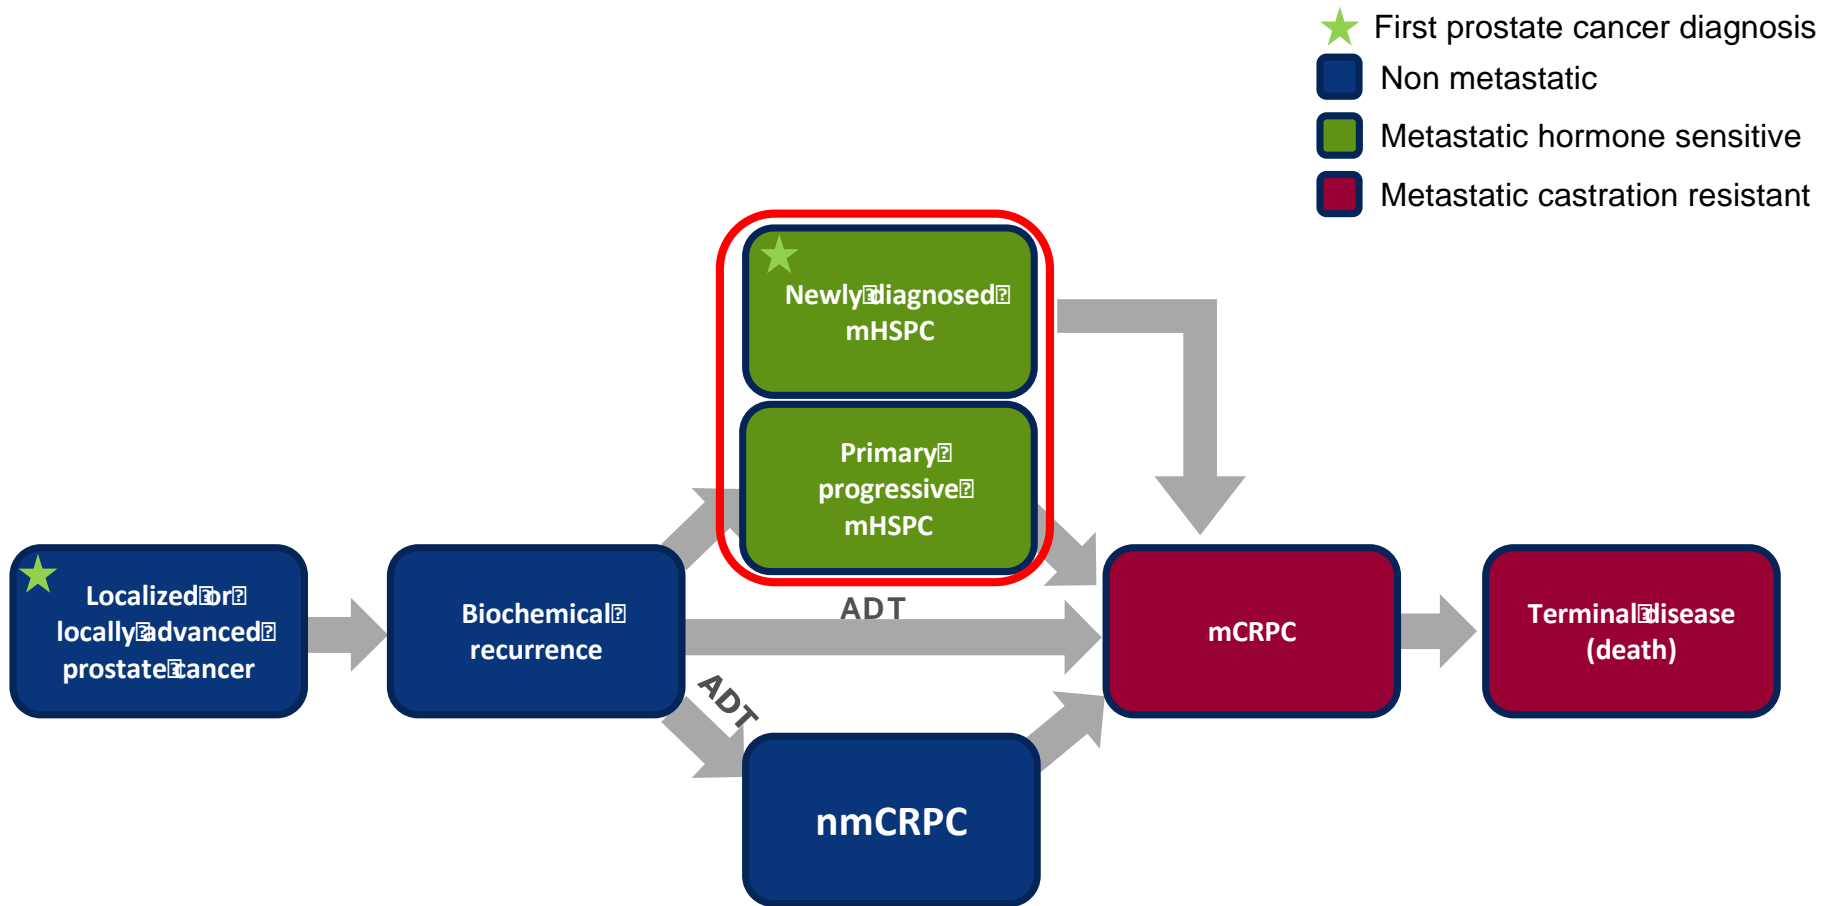 First prostate cancer diagnosis
Non metastatic
Metastatic hormone sensitive
Metastatic castration resistant
Newly diagnosed
mHSPC
Primary
progressive
mHSPC
Localized or
locally advanced
prostate cancer
Biochemical
recurrence
ADT
ADT
nmCRPC
mCRPC
Terminal disease
(death)